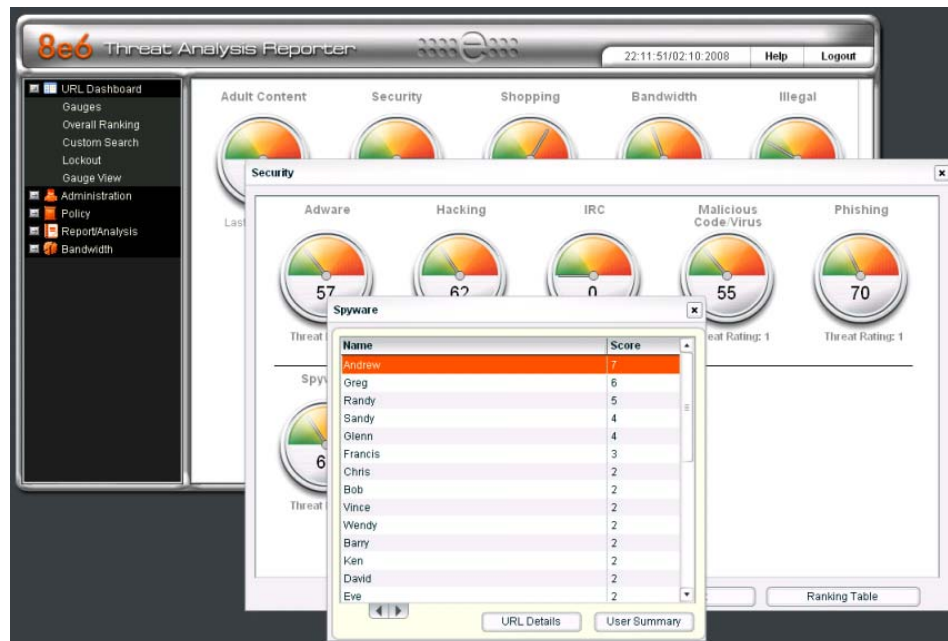 8e6 Threat Analysis Reporter
22:11:51/02:10:2008 Help Logout
URL Dashboard
Gauges
Overall Ranking
Custom Search
Lockout
Gauge View
Administration
Policy
Report/Analysis
Bandwidth
Adult Content Security Shopping Bandwidth Illegal
Security
Adware Hacking IRC Malicious Code/Virus Phishing
57 62 0 55 70
Threat Rating: 1 Threat Rating: 1
Spyware
Name Score
Andrew 7
Greg 6
Randy 5
Sandy 4
Glenn 4
Francis 3
Chris 2
Bob 2
Vince 2
Wendy 2
Barry 2
Ken 2
David 2
Eve 2
URL Details User Summary
Ranking Table